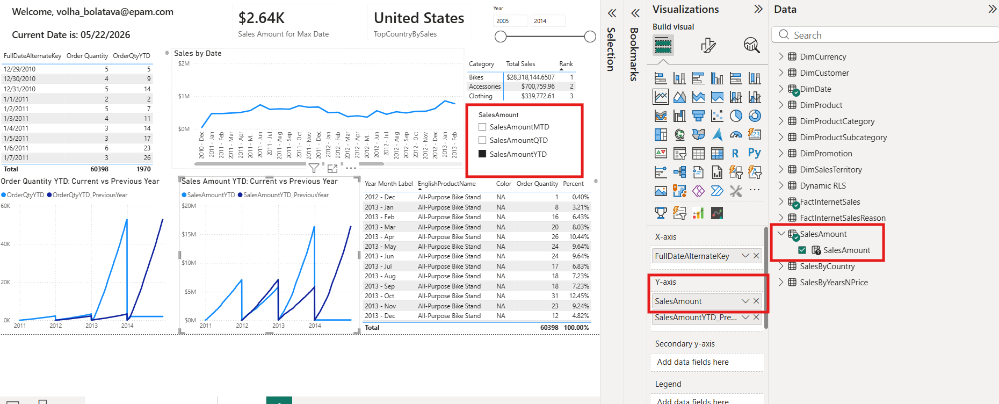 Welcome, volha_bolatava@epam.com
Current Date is: 05/22/2026
$2.64K
Sales Amount for Max Date
United States
TopCountryBySales
Year
2005 2014
FullDateAlternateKey Order Quantity OrderQtyYTD
12/29/2010 5 5
12/30/2010 4 9
12/31/2010 5 14
1/1/2011 2 2
1/2/2011 5 7
1/3/2011 4 11
1/4/2011 3 14
1/5/2011 3 17
1/6/2011 6 23
1/7/2011 3 26
Total 60398 1970
Sales by Date
$2M
$1M
$0M
2010 - Dec
2011 - Jan
2011 - Feb
2011 - Mar
2011 - Apr
2011 - M...
2011 - Jun
2011 - Jul
2011 - Aug
2011 - Sep
2011 - Oct
2011 - Nov
2011 - Dec
2012 - Jan
2012 - Feb
2012 - Mar
2012 - Apr
2012 - M...
2012 - Jun
2012 - Jul
2012 - Aug
2012 - Sep
2012 - Oct
2012 - Nov
2012 - Dec
2013 - Jan
2013 - Feb
Category Total Sales Rank
Bikes $28,318,144.6507 1
Accessories $700,759.96 2
Clothing $339,772.61 3
SalesAmount
SalesAmountMTD
SalesAmountQTD
SalesAmountYTD
Order Quantity YTD: Current vs Previous Year
OrderQtyYTD OrderQtyYTD_PreviousYear
60K
40K
20K
0K
2011 2012 2013 2014
Sales Amount YTD: Current vs Previous Year
SalesAmountYTD SalesAmountYTD_PreviousYear
$20M
$15M
$10M
$5M
$0M
2011 2012 2013 2014
Year Month Label EnglishProductName Color Order Quantity Percent
2012 - Dec All-Purpose Bike Stand NA 1 0.40%
2013 - Jan All-Purpose Bike Stand NA 8 3.21%
2013 - Feb All-Purpose Bike Stand NA 16 6.43%
2013 - Mar All-Purpose Bike Stand NA 20 8.03%
2013 - Apr All-Purpose Bike Stand NA 26 10.44%
2013 - May All-Purpose Bike Stand NA 24 9.64%
2013 - Jun All-Purpose Bike Stand NA 24 9.64%
2013 - Jul All-Purpose Bike Stand NA 17 6.83%
2013 - Aug All-Purpose Bike Stand NA 18 7.23%
2013 - Sep All-Purpose Bike Stand NA 18 7.23%
2013 - Oct All-Purpose Bike Stand NA 31 12.45%
2013 - Nov All-Purpose Bike Stand NA 23 9.24%
2013 - Dec All-Purpose Bike Stand NA 12 4.82%
Total 60398 100.00%
Selection
Bookmarks
Visualizations
Build visual
123
R Py
X-axis
FullDateAlternateKey
Y-axis
SalesAmount
SalesAmountYTD_Pre...
Secondary y-axis
Add data fields here
Legend
Add data fields here
Data
Search
DimCurrency
DimCustomer
DimDate
DimProduct
DimProductCategory
DimProductSubcategory
DimPromotion
DimSalesTerritory
Dynamic RLS
FactInternetSales
FactInternetSalesReason
SalesAmount
SalesAmount
SalesByCountry
SalesByYearsNPrice